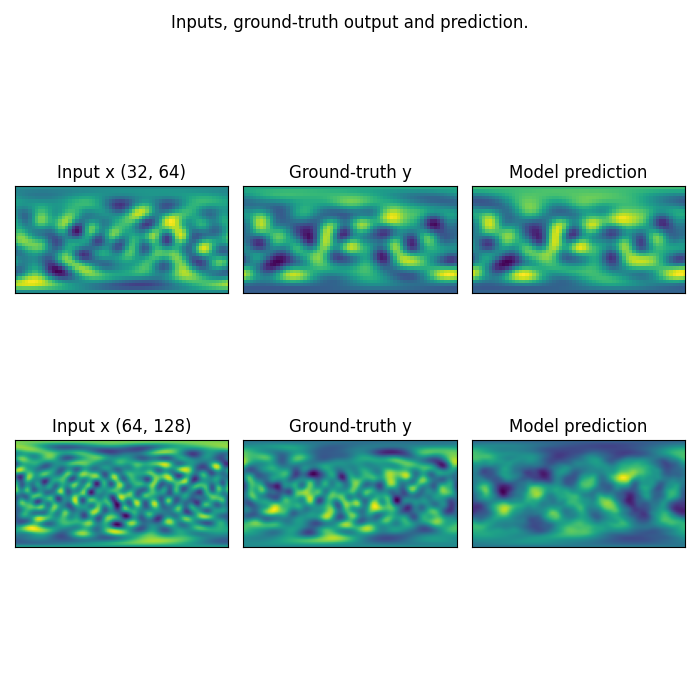 Inputs, ground-truth output and prediction.
Input x (32, 64)
Ground-truth y
Model prediction
Input x (64, 128)
Ground-truth y
Model prediction